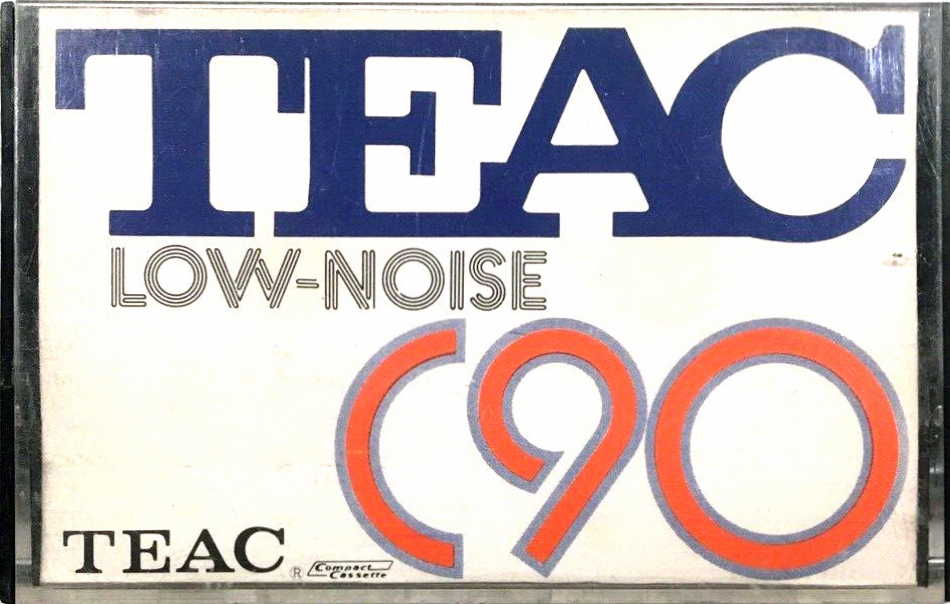 TEAC
LOW-NOISE
C90
TEAC ® Compact
Cassette